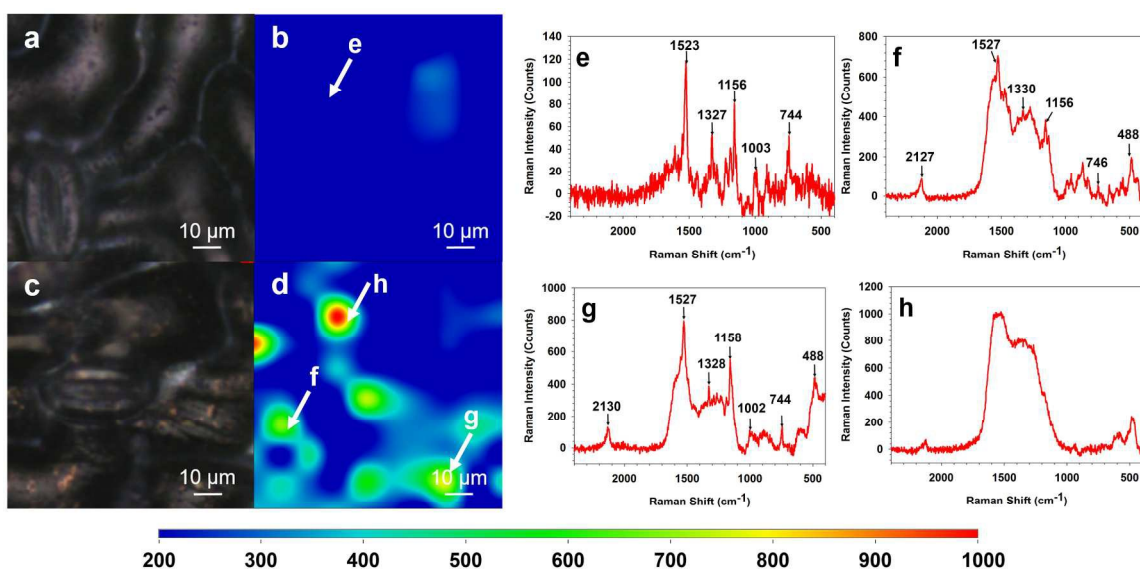 a
10 µm
b
e
10 µm
c
10 µm
d
h
f
g
10 µm
e
Raman Intensity (Counts)
140
120
100
80
60
40
20
0
-20
1523
1327
1156
1003
744
2000 1500 1000 500
Raman Shift (cm-1)
f
Raman Intensity (Counts)
800
600
400
200
0
2127
1527
1330
1156
746
488
2000 1500 1000 500
Raman Shift (cm-1)
g
Raman Intensity (Counts)
1000
800
600
400
200
0
2130
1527
1328
1158
1002
744
488
2000 1500 1000 500
Raman Shift (cm-1)
h
Raman Intensity (Ccounts)
1200
1000
800
600
400
200
0
2000 1500 1000 500
Raman Shift (cm-1)
200 300 400 500 600 700 800 900 1000